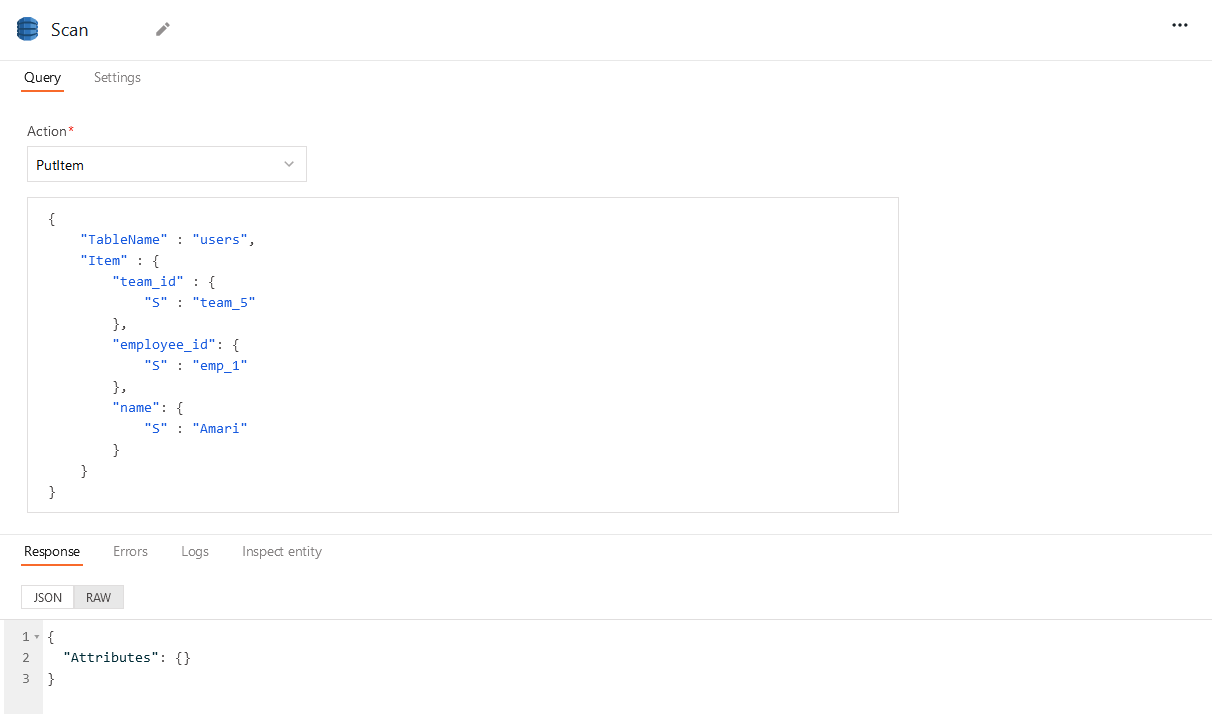 Scan
Query Settings
Action*
PutItem
{
    "TableName" : "users",
    "Item" : {
        "team_id" : {
            "S" : "team_5"
        },
        "employee_id": {
            "S" : "emp_1"
        },
        "name": {
            "S" : "Amari"
        }
    }
}
Response Errors Logs Inspect entity
JSON RAW
1 {
2   "Attributes": {}
3 }